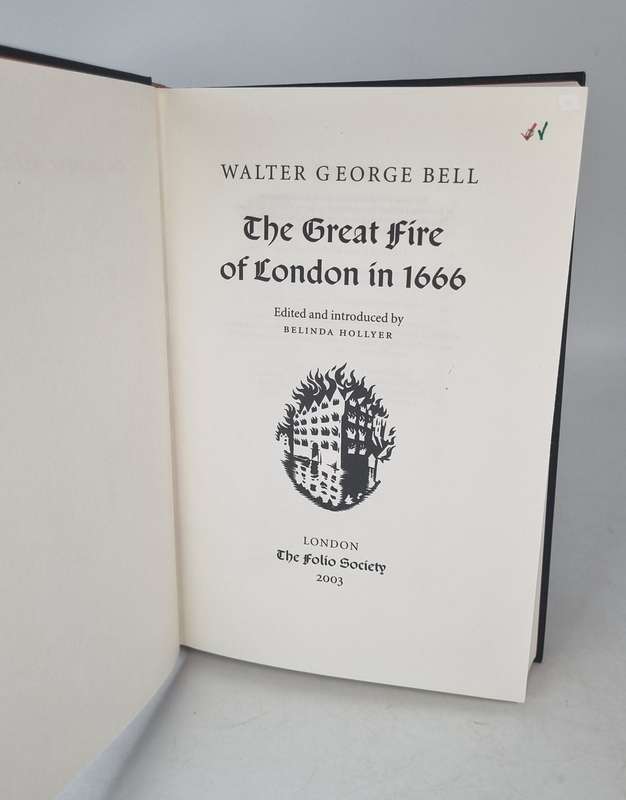 WALTER GEORGE BELL
The Great Fire
of London in 1666
Edited and introduced by
BELINDA HOLLYER
LONDON
The Folio Society
2003